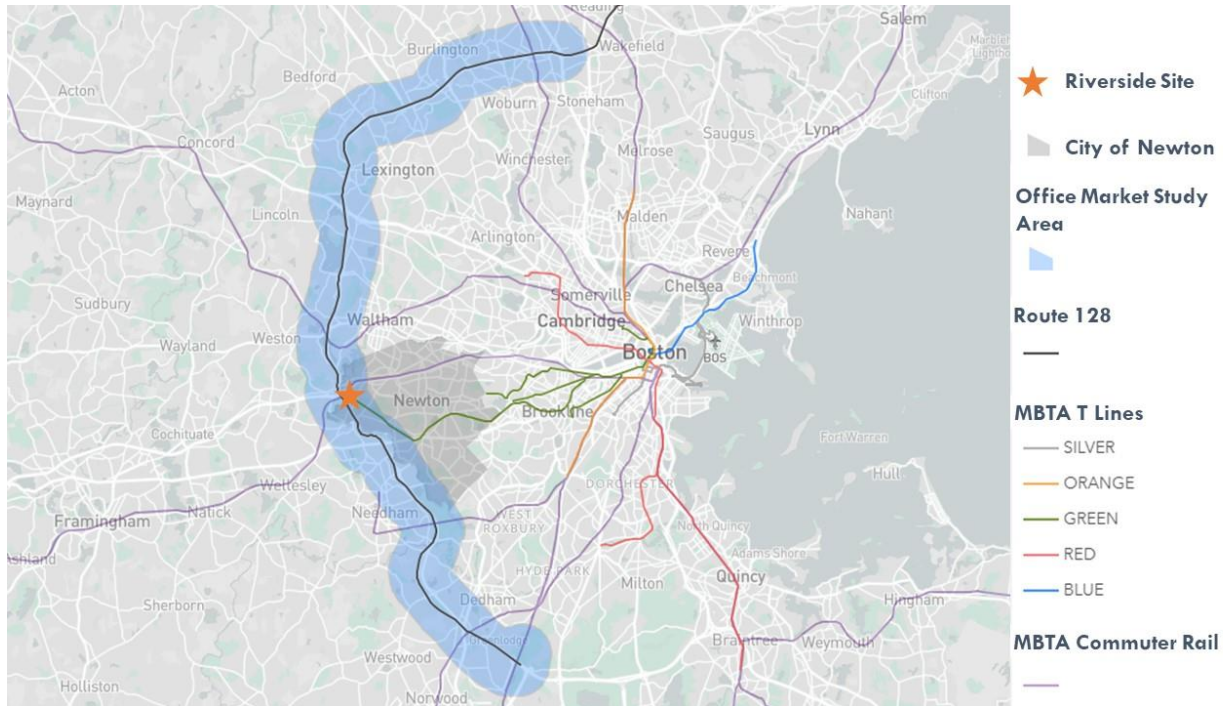 Reading
Salem
Burlington
Wakefield
Bedford
Acton
Woburn
Stoneham
Clifton
Saugus
Lynn
Concord
Winchester
Melrose
Lexington
Maynard
Lincoln
Malden
Nahant
Arlington
Revere
Beachmont
Chelsea
Sudbury
Somerville
Waltham
Cambridge
Winthrop
Weston
Wayland
Boston
BOS
Newton
Brookline
Cochituate
Fort Warren
Hull
Wellesley
DORCHESTER
Needham
Natick
Framingham
WEST
ROXBURY
North Quincy
Adams Shore
HYDE PARK
Milton
Quincy
Sherborn
Dedham
Hingham
Braintree
Weymouth
Westwood
Holliston
Norwood
Riverside Site
City of Newton
Office Market Study
Area
Route 128
MBTA T Lines
SILVER
ORANGE
GREEN
RED
BLUE
MBTA Commuter Rail